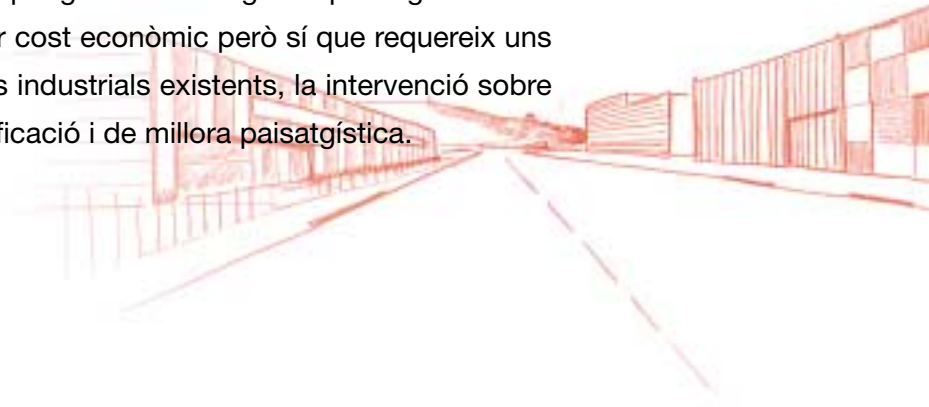 r cost econòmic però sí que requereix uns
s industrials existents, la intervenció sobre
ficació i de millora paisatgística.